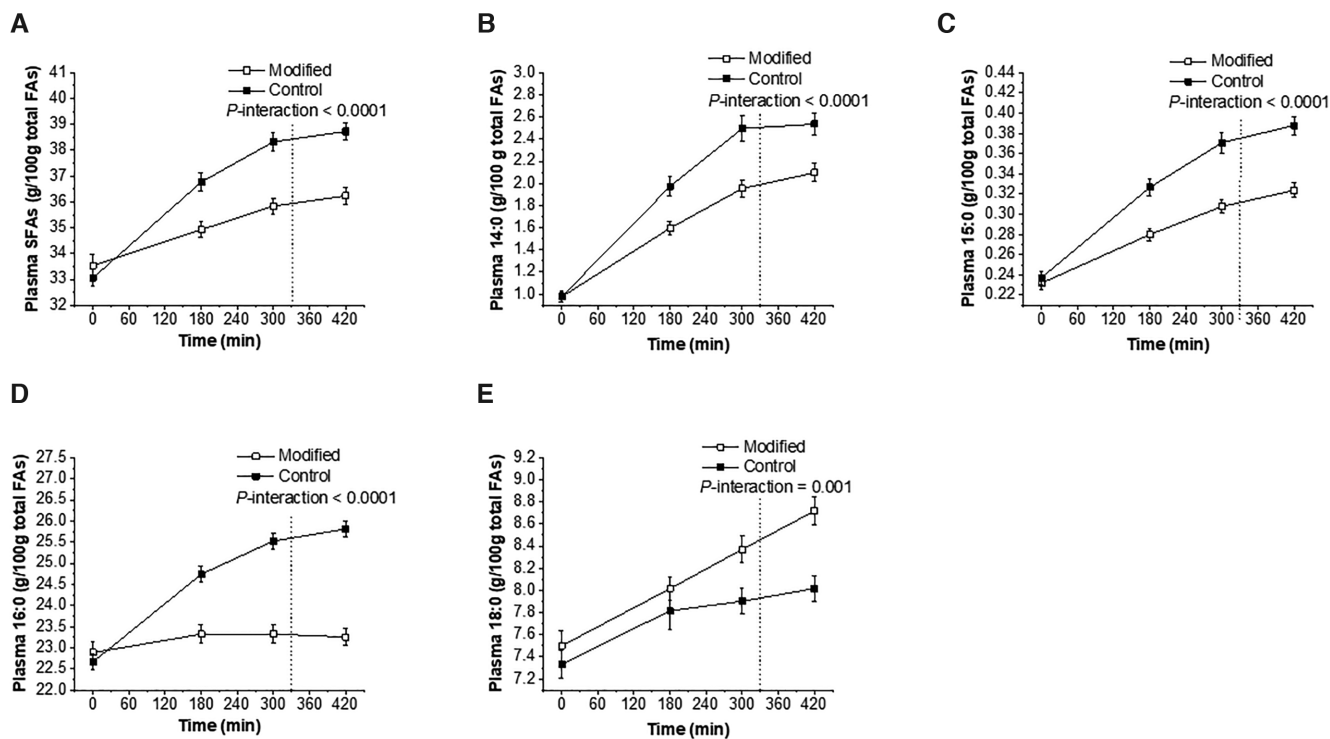 A
Plasma SFAs (g/100g total FAs)
Modified
Control
P-interaction < 0.0001
41
40
39
38
37
36
35
34
33
32
0 60 120 180 240 300 360 420
Time (min)
B
Plasma 14:0 (g/100 g total FAs)
Modified
Control
P-interaction < 0.0001
3.0
2.6
2.4
2.2
2.0
1.8
1.6
1.4
1.2
1.0
0 60 120 180 240 300 360 420
Time (min)
C
Plasma 15:0 (g/100g total FAs)
Modified
Control
P-interaction < 0.0001
0.44
0.42
0.40
0.38
0.36
0.32
0.30
0.28
0.26
0.24
0.22
0 60 120 180 240 300 360 420
Time (min)
D
Plasma 16:0 (g/100g total FAs)
Modified
Control
P-interaction < 0.0001
27.5
27.0
26.5
26.0
25.5
25.0
24.5
24.0
23.5
23.0
22.5
22.0
0 60 120 180 240 300 360 420
Time (min)
E
Plasma 18:0 (g/100g total FAs)
Modified
Control
P-interaction = 0.001
9.2
9.0
8.8
8.6
8.4
8.2
8.0
7.8
7.6
7.4
7.2
0 60 120 180 240 300 360 420
Time (min)